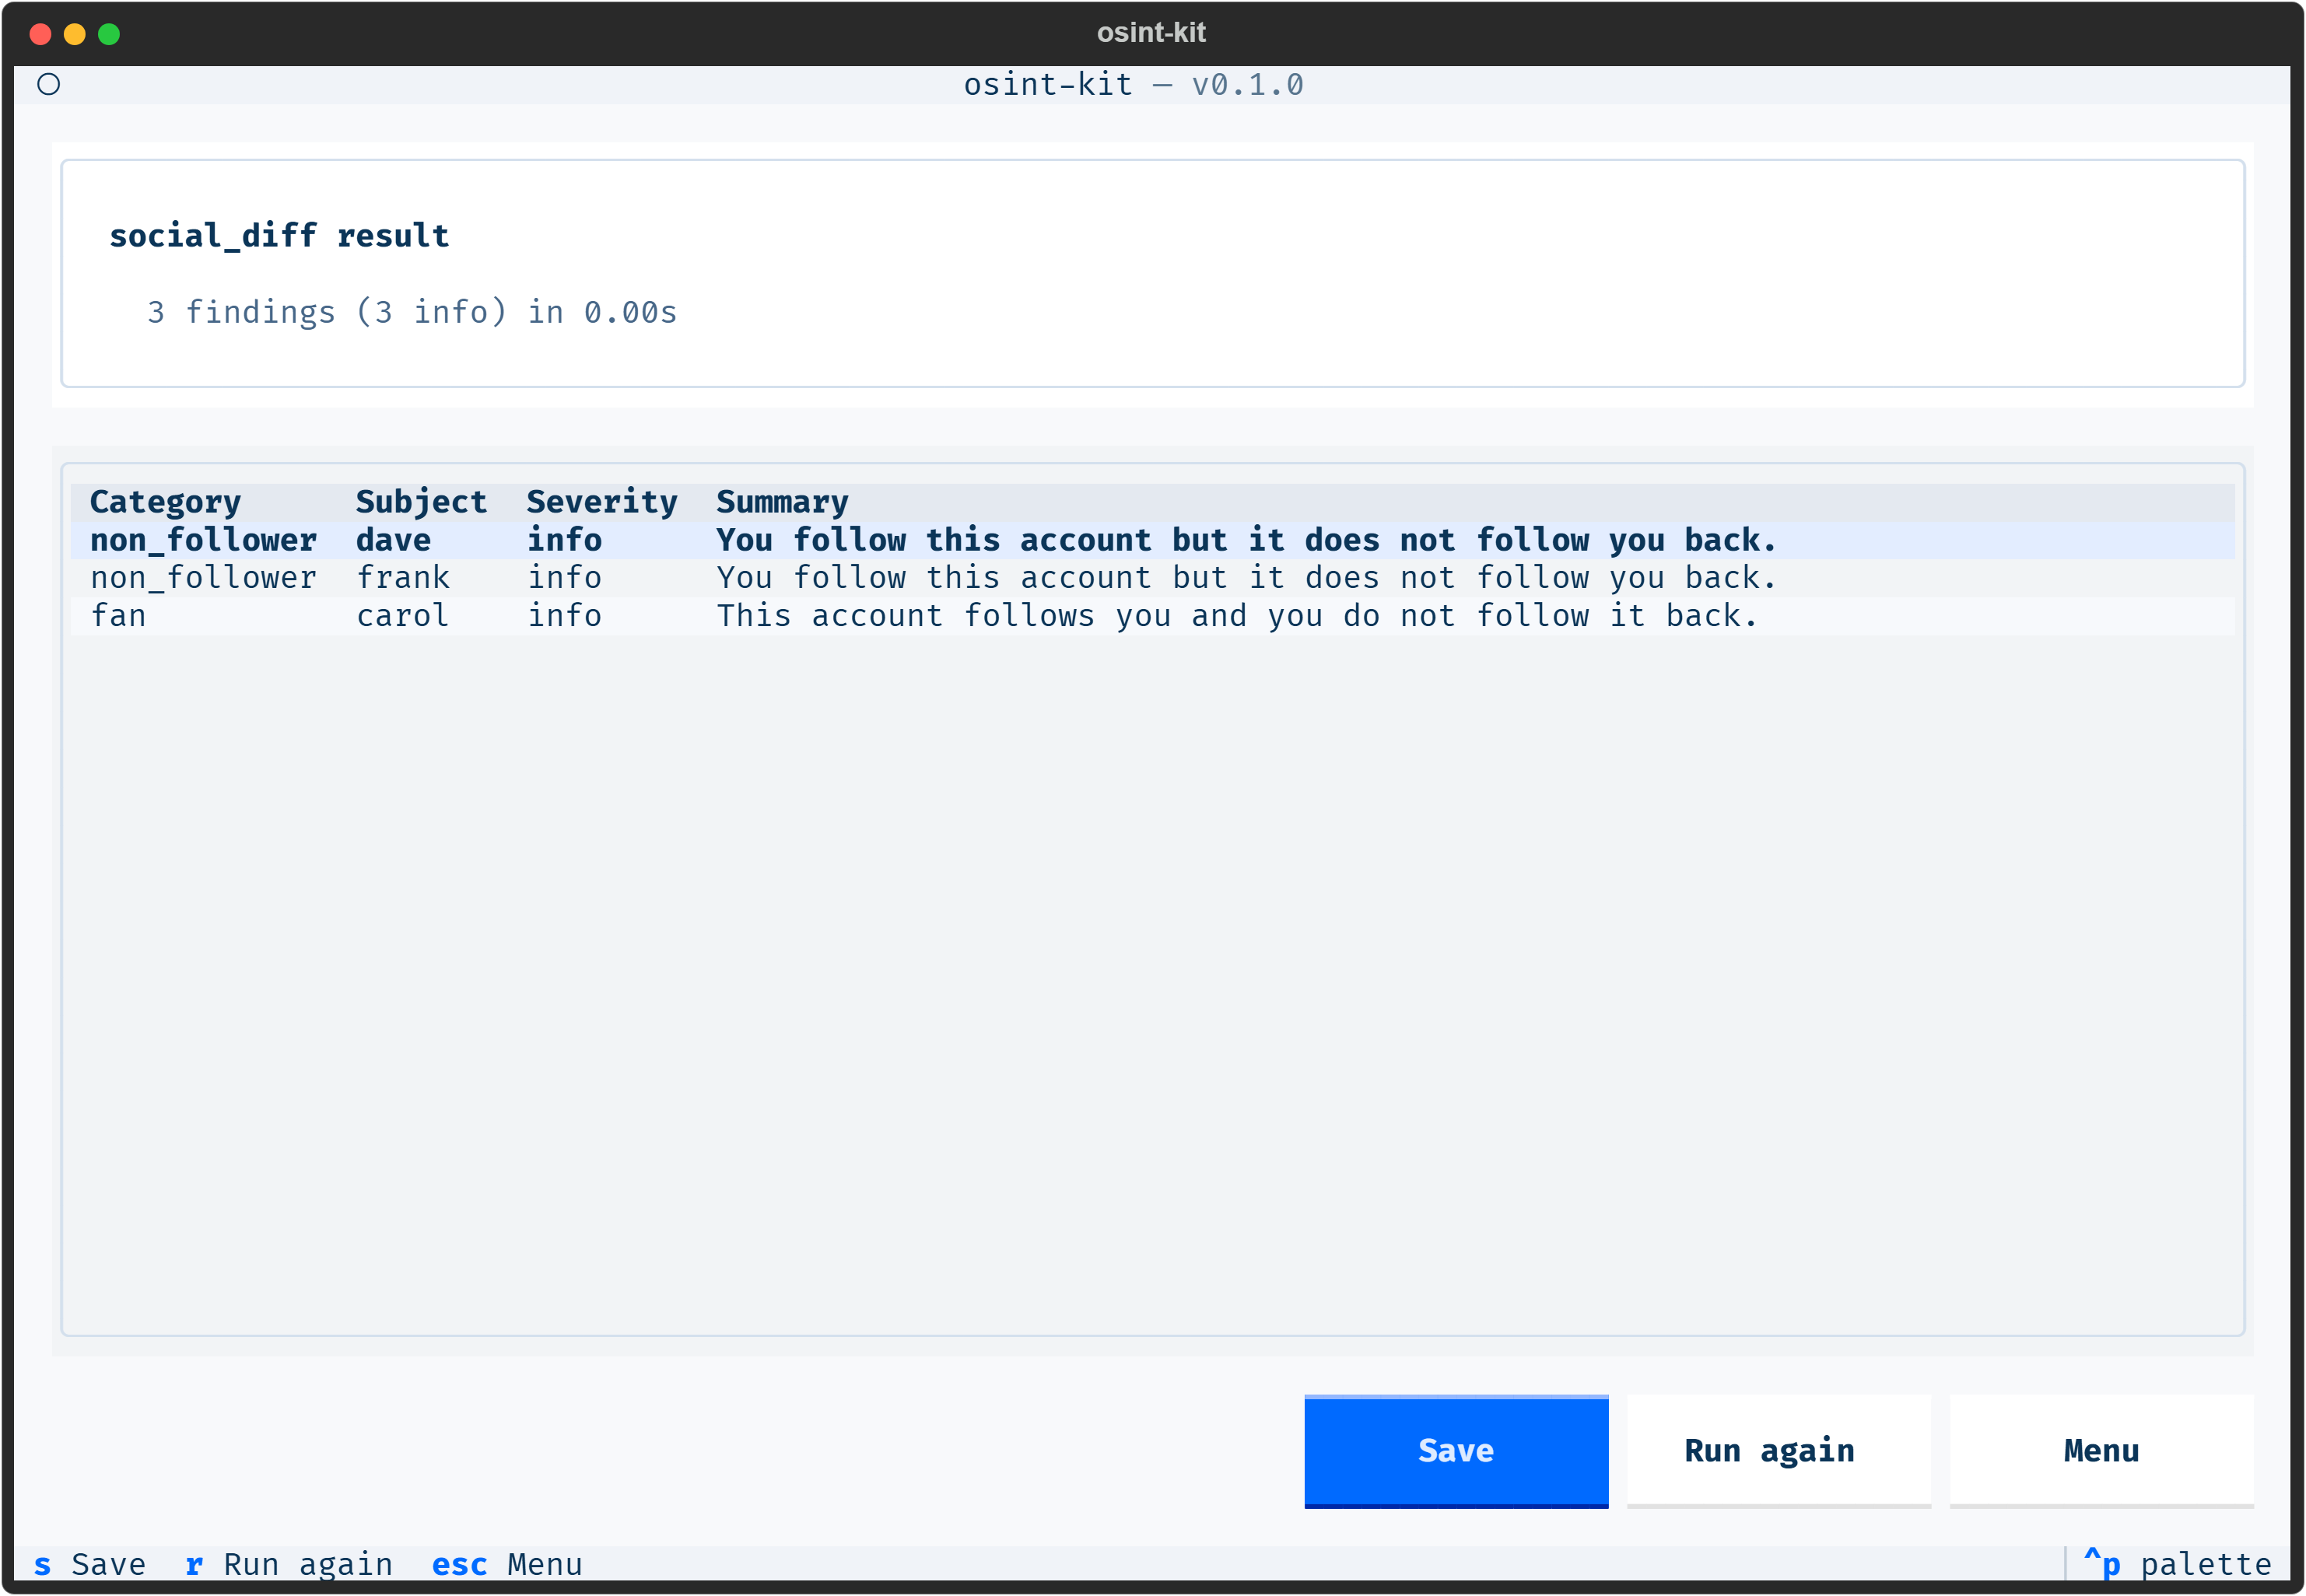 osint-kit
osint-kit — v0.1.0
social_diff result
3 findings (3 info) in 0.00s
Category Subject Severity Summary
non_follower dave info You follow this account but it does not follow you back.
non_follower frank info You follow this account but it does not follow you back.
fan carol info This account follows you and you do not follow it back.
Save Run again Menu
s Save r Run again esc Menu ^p palette